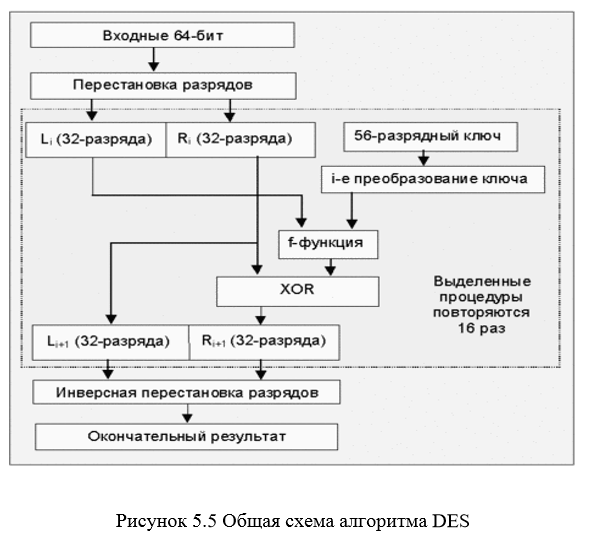 Входные 64-бит
Перестановка разрядов
Li (32-разряда) Ri (32-разряда)
56-разрядный ключ
i-е преобразование ключа
f-функция
XOR
Выделенные
процедуры
повторяются
16 раз
Li+1 (32-разряда) Ri+1 (32-разряда)
Инверсная перестановка разрядов
Окончательный результат
Рисунок 5.5 Общая схема алгоритма DES